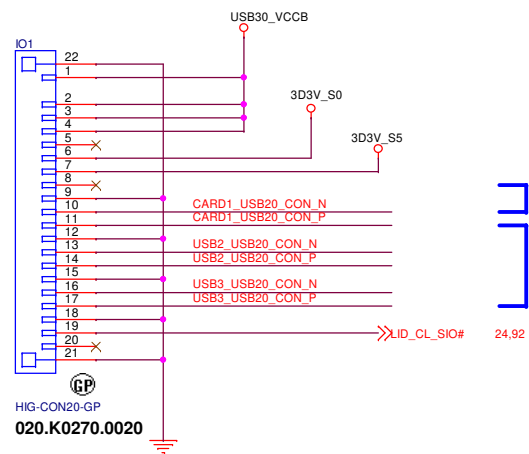 USB30_VCCB
IO1
22
1
3D3V_S0
2
3
4
3D3V_S5
5
6
7
8
9
CARD1_USB20_CON_N
10
CARD1_USB20_CON_P
11
12
USB2_USB20_CON_N
13
USB2_USB20_CON_P
14
15
USB3_USB20_CON_N
16
USB3_USB20_CON_P
17
18
19
LID_CL_SIO# 24,92
20
21
GP
HIG-CON20-GP
020.K0270.0020